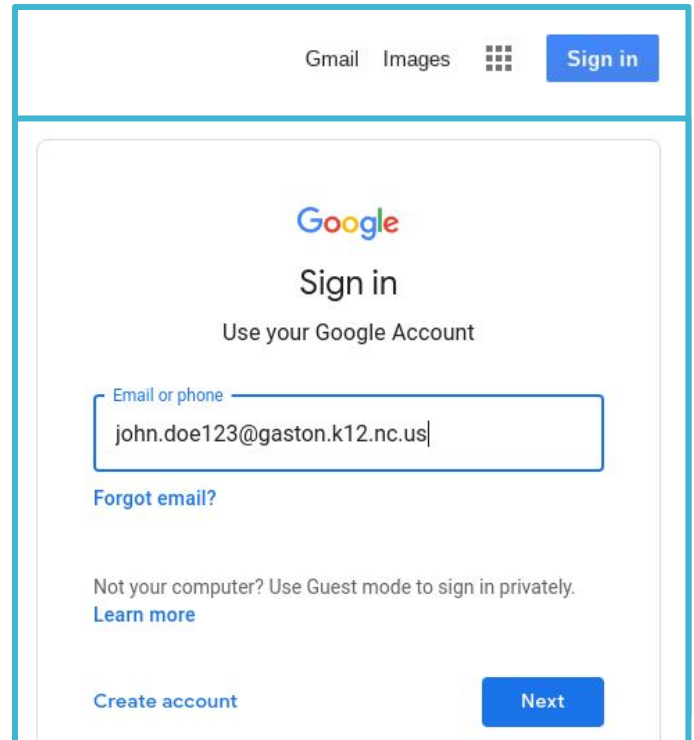 Gmail Images Sign in
Google
Sign in
Use your Google Account
Email or phone
john.doe123@gaston.k12.nc.us
Forgot email?
Not your computer? Use Guest mode to sign in privately.
Learn more
Create account Next